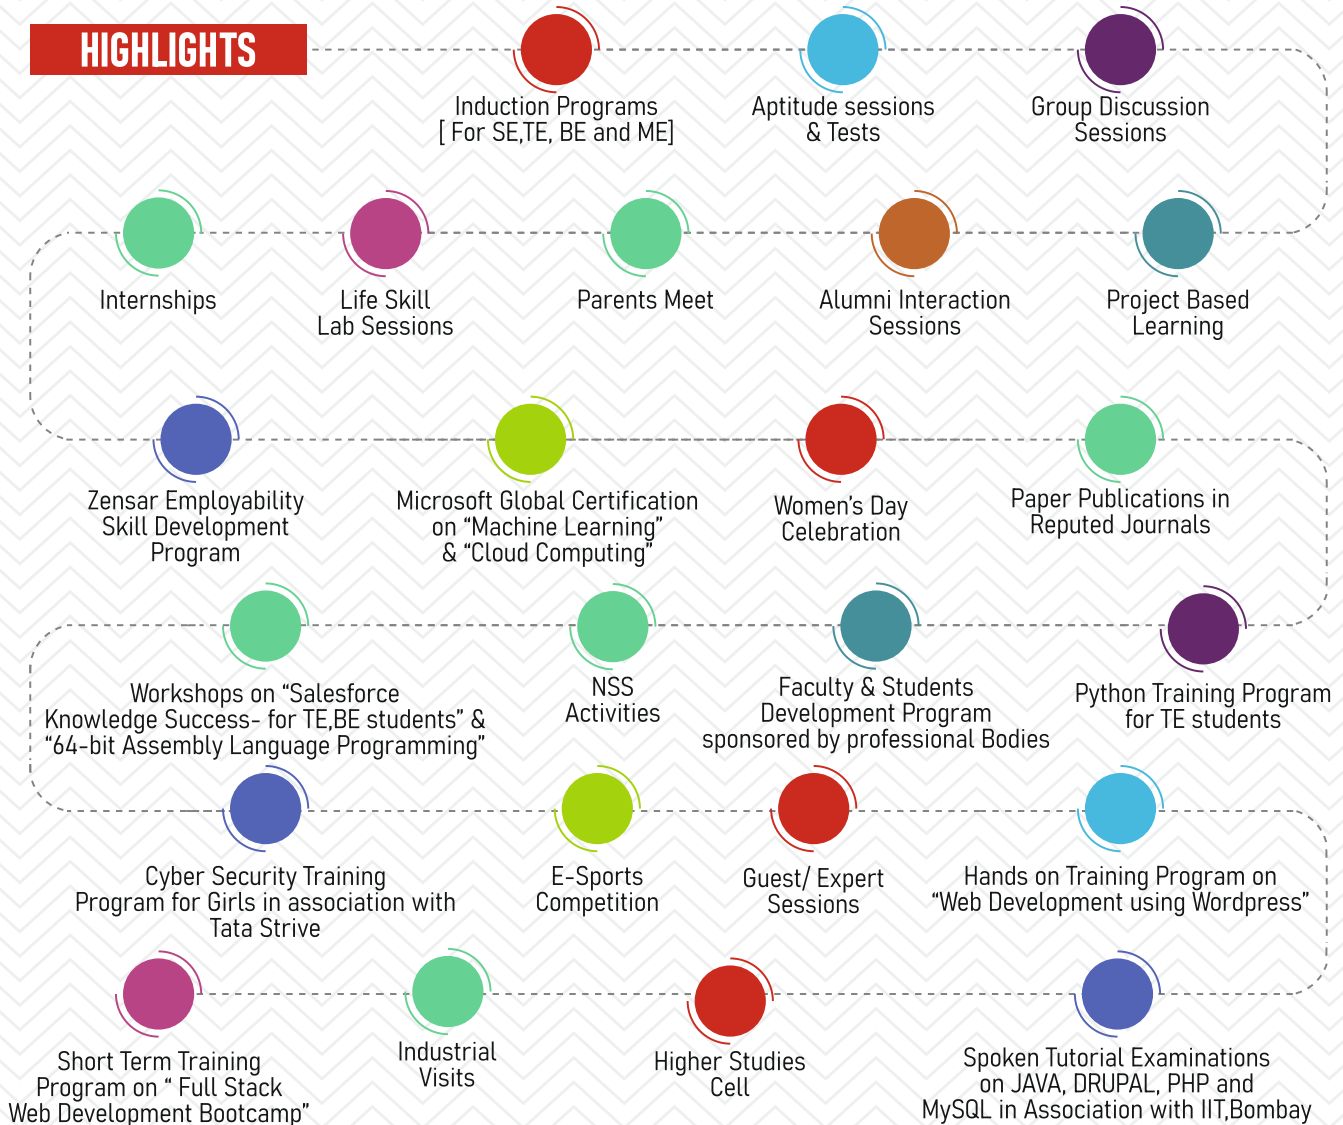 HIGHLIGHTS
Induction Programs
[ For SE,TE, BE and ME]
Aptitude sessions
& Tests
Group Discussion
Sessions
Internships
Life Skill
Lab Sessions
Parents Meet
Alumni Interaction
Sessions
Project Based
Learning
Zensar Employability
Skill Development
Program
Microsoft Global Certification
on “Machine Learning”
& “Cloud Computing”
Women’s Day
Celebration
Paper Publications in
Reputed Journals
Workshops on “Salesforce
Knowledge Success- for TE,BE students” &
“64-bit Assembly Language Programming”
NSS
Activities
Faculty & Students
Development Program
sponsored by professional Bodies
Python Training Program
for TE students
Cyber Security Training
Program for Girls in association with
Tata Strive
E-Sports
Competition
Guest/ Expert
Sessions
Hands on Training Program on
“Web Development using Wordpress”
Short Term Training
Program on “ Full Stack
Web Development Bootcamp”
Industrial
Visits
Higher Studies
Cell
Spoken Tutorial Examinations
on JAVA, DRUPAL, PHP and
MySQL in Association with IIT,Bombay